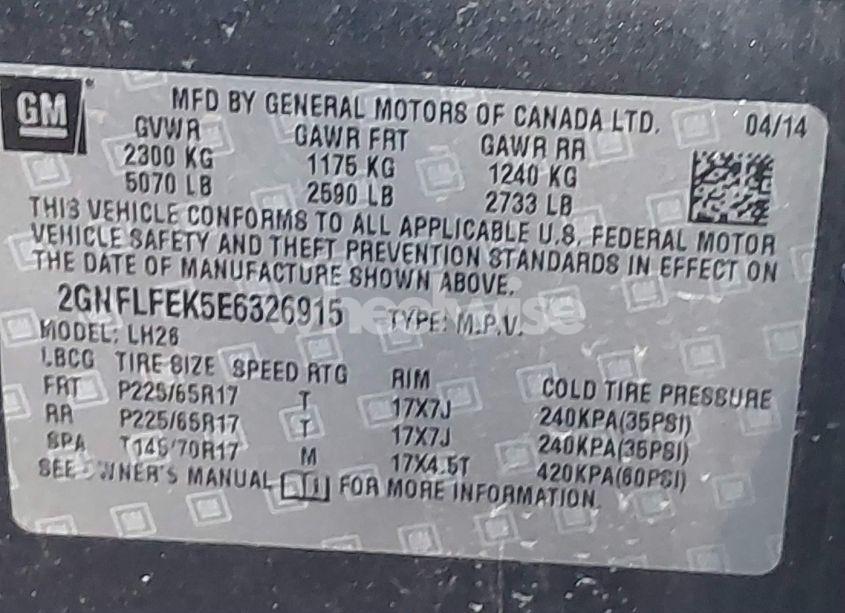 GM
MFD BY GENERAL MOTORS OF CANADA LTD. 04/14
GVWR GAWR FRT GAWR RR
2300 KG 1175 KG 1240 KG
5070 LB 2590 LB 2733 LB
THIS VEHICLE CONFORMS TO ALL APPLICABLE U.S. FEDERAL MOTOR
VEHICLE SAFETY AND THEFT PREVENTION STANDARDS IN EFFECT ON
THE DATE OF MANUFACTURE SHOWN ABOVE.
2GNFLFEK5E6326915 TYPE: M.P.V.
MODEL: LH26
LBCG TIRE SIZE SPEED RTG RIM COLD TIRE PRESSURE
FRT P225/65R17 T 17X7J 240KPA(35PSI)
RR P225/65R17 T 17X7J 240KPA(35PSI)
SPA T145/70R17 M 17X4.5T 420KPA(60PSI)
SEE OWNER'S MANUAL FOR MORE INFORMATION.